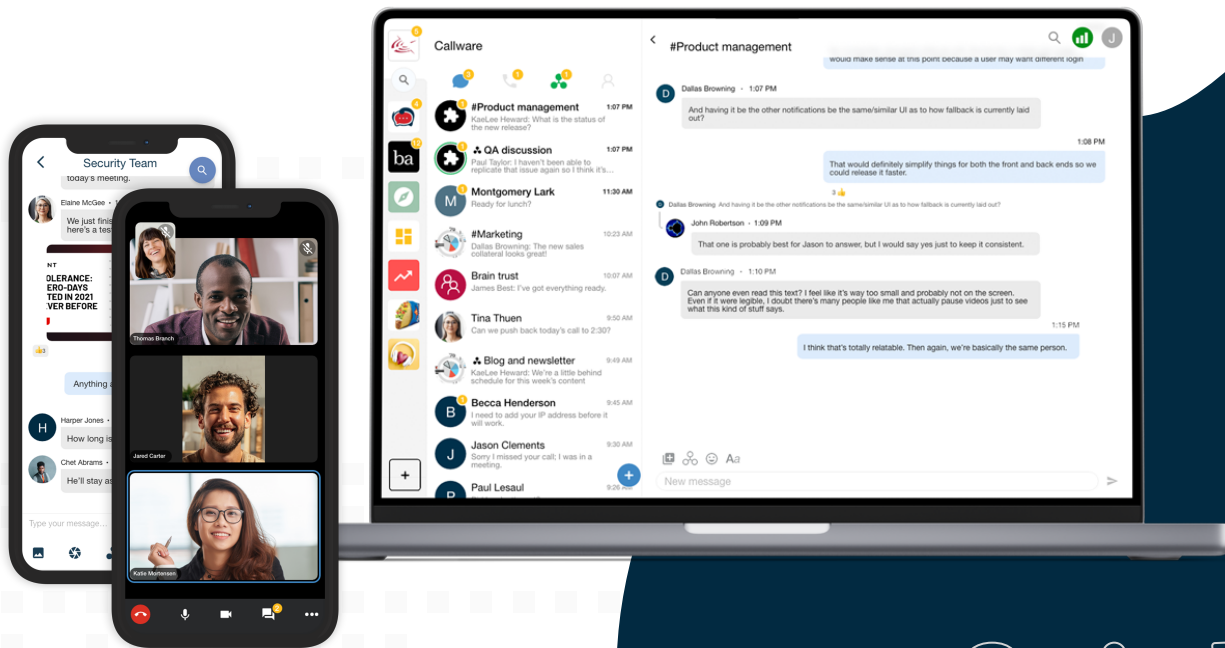 Security Team
today's meeting.
Elaine McGee •
We just finis
here's a tes
NT
OLERANCE:
ERO-DAYS
TED IN 2021
VER BEFORE
3
Anything a
H
Harper Jones •
How long is
Chet Abrams •
He'll stay as
Type your message...
Thomas Branch
Jared Carter
Katie Mortensen
2
5
Callware
4
ba
12
+
3
1
1
#Product management 1:07 PM
KaeLee Heward: What is the status of
the new release?
QA discussion 1:07 PM
Paul Taylor: I haven't been able to
replicate that issue again so I think it's...
M
Montgomery Lark 11:30 AM
Ready for lunch?
#Marketing 10:23 AM
Dallas Browning: The new sales
collateral looks great!
Brain trust 10:07 AM
James Best: I've got everything ready.
Tina Thuen 9:50 AM
Can we push back today's call to 2:30?
Blog and newsletter 9:49 AM
KaeLee Heward: We're a little behind
schedule for this week's content
B
Becca Henderson 9:45 AM
I need to add your IP address before it
will work.
J
Jason Clements 9:30 AM
Sorry I missed your call; I was in a
meeting.
P
Paul Lesaul 9:26
+
#Product management
J
would make sense at this point because a user may want different login
D
Dallas Browning • 1:07 PM
And having it be the other notifications be the same/similar UI as to how fallback is currently laid
out?
1:08 PM
That would definitely simplify things for both the front and back ends so we
could release it faster.
3
D Dallas Browning And having it be the other notifications be the same/similar UI as to how fallback is currently laid out?
John Robertson • 1:09 PM
That one is probably best for Jason to answer, but I would say yes just to keep it consistent.
D
Dallas Browning • 1:10 PM
Can anyone even read this text? I feel like it's way too small and probably not on the screen.
Even if it were legible, I doubt there's many people like me that actually pause videos just to see
what this kind of stuff says.
1:15 PM
I think that's totally relatable. Then again, we're basically the same person.
Aa
New message